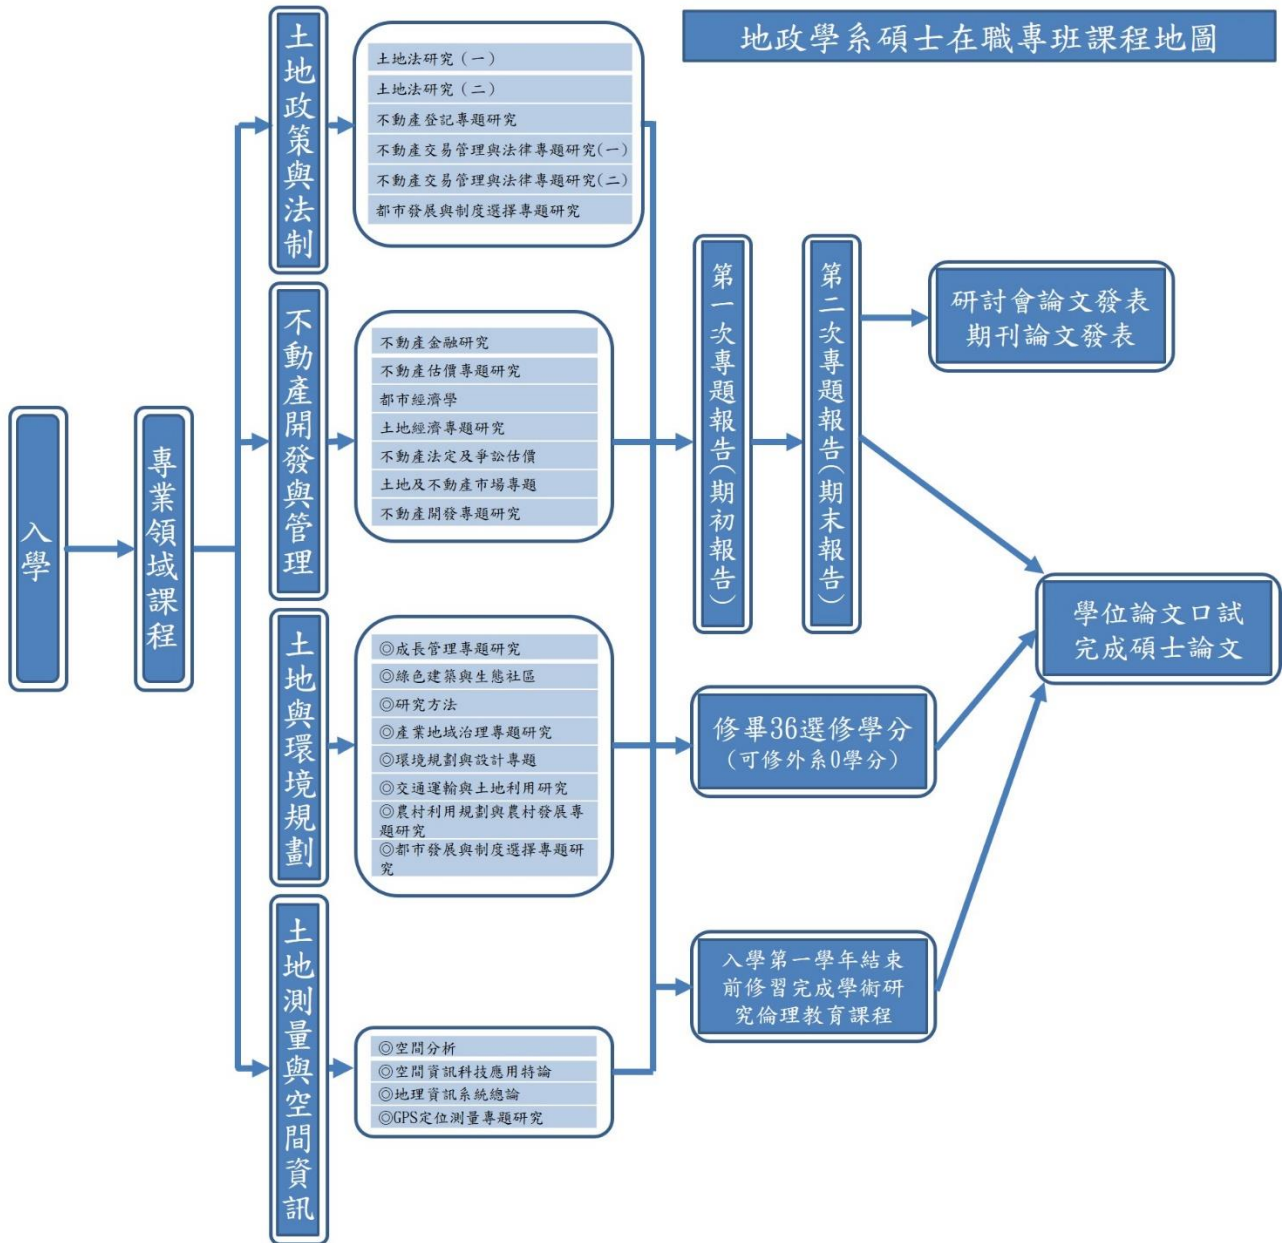 地政學系碩士在職專班課程地圖
入學
專業領域課程
土地政策與法制
土地法研究(一)
土地法研究(二)
不動產登記專題研究
不動產交易管理與法律專題研究(一)
不動產交易管理與法律專題研究(二)
都市發展與制度選擇專題研究
不動產開發與管理
不動產金融研究
不動產估價專題研究
都市經濟學
土地經濟專題研究
不動產法定及爭訟估價
土地及不動產市場專題
不動產開發專題研究
土地與環境規劃
◎成長管理專題研究
◎綠色建築與生態社區
◎研究方法
◎產業地域治理專題研究
◎環境規劃與設計專題
◎交通運輸與土地利用研究
◎農村利用規劃與農村發展專
題研究
◎都市發展與制度選擇專題研
究
土地測量與空間資訊
◎空間分析
◎空間資訊科技應用特論
◎地理資訊系統總論
◎GPS定位測量專題研究
第一次專題報告(期初報告)
第二次專題報告(期末報告)
研討會論文發表
期刊論文發表
修畢36選修學分
(可修外系0學分)
入學第一學年結束
前修習完成學術研
究倫理教育課程
學位論文口試
完成碩士論文